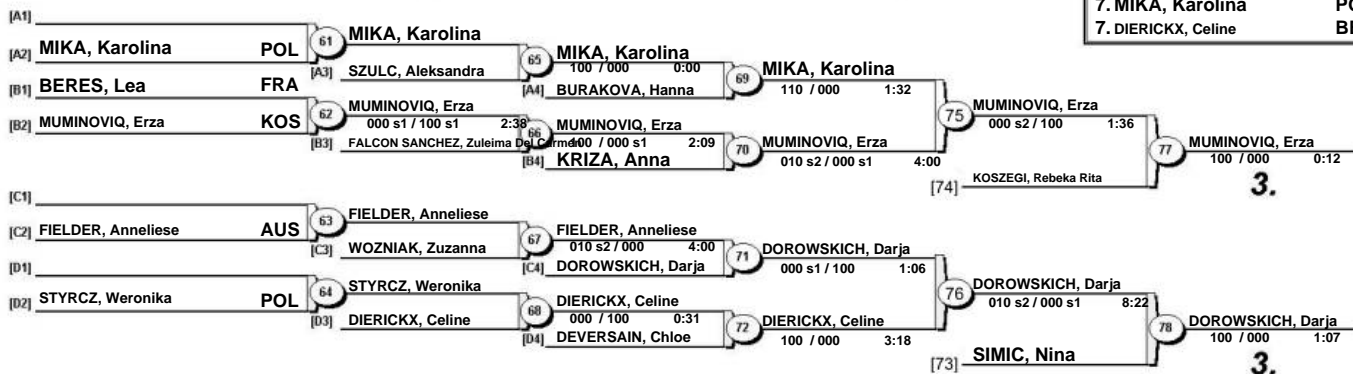 7. MIKA, Karolina
7. DIERICKX, Celine
[A1]
[A2] MIKA, Karolina POL
61
MIKA, Karolina
[A3] SZULC, Aleksandra
65
MIKA, Karolina
100 / 000 0:00
[A4] BURAKOVA, Hanna
69
MIKA, Karolina
110 / 000 1:32
[B1] BERES, Lea FRA
[B2] MUMINOVIQ, Erza KOS
62
MUMINOVIQ, Erza
000 s1 / 100 s1 2:38
[B3] FALCON SANCHEZ, Zuleima Del Carmen
66
MUMINOVIQ, Erza
100 / 000 s1 2:09
[B4] KRIZA, Anna
70
MUMINOVIQ, Erza
010 s2 / 000 s1 4:00
75
MUMINOVIQ, Erza
000 s2 / 100 1:36
[74] KOSZEGI, Rebeka Rita
77
MUMINOVIQ, Erza
100 / 000 0:12
3.
[C1]
[C2] FIELDER, Anneliese AUS
63
FIELDER, Anneliese
[C3] WOZNIAK, Zuzanna
67
FIELDER, Anneliese
010 s2 / 000 4:00
[C4] DOROWSKICH, Darja
71
DOROWSKICH, Darja
000 s1 / 100 1:06
[D1]
[D2] STYRCZ, Weronika POL
64
STYRCZ, Weronika
[D3] DIERICKX, Celine
68
DIERICKX, Celine
000 / 100 0:31
[D4] DEVERSAIN, Chloe
72
DIERICKX, Celine
100 / 000 3:18
76
DOROWSKICH, Darja
010 s2 / 000 s1 8:22
[73] SIMIC, Nina
78
DOROWSKICH, Darja
100 / 000 1:07
3.